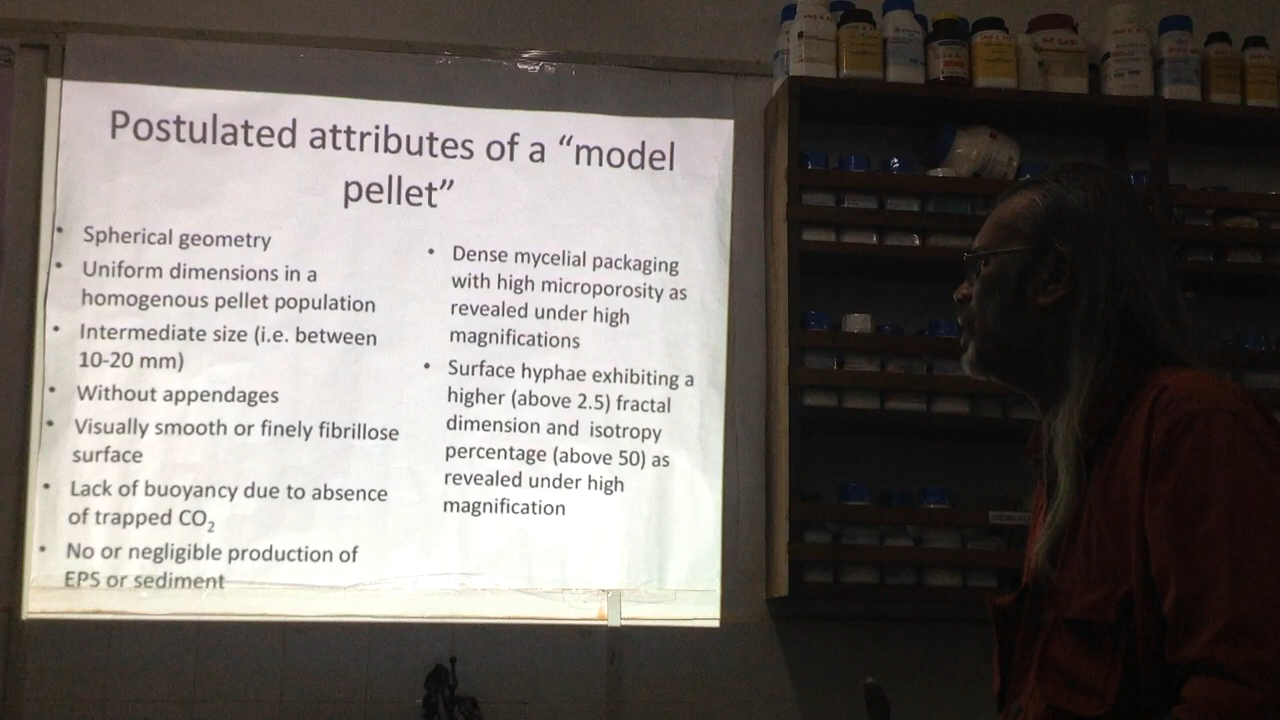 Postulated attributes of a “model
pellet”
• Spherical geometry
• Uniform dimensions in a
homogenous pellet population
• Intermediate size (i.e. between
10-20 mm)
• Without appendages
• Visually smooth or finely fibrillose
surface
• Lack of buoyancy due to absence
of trapped CO₂
• No or negligible production of
EPS or sediment
• Dense mycelial packaging
with high microporosity as
revealed under high
magnifications
• Surface hyphae exhibiting a
higher (above 2.5) fractal
dimension and isotropy
percentage (above 50) as
revealed under high
magnification